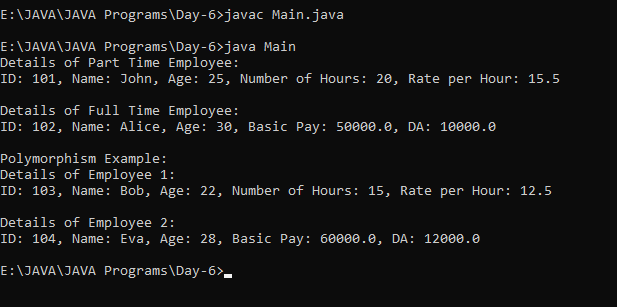 E:\JAVA\JAVA Programs\Day-6>javac Main.java
E:\JAVA\JAVA Programs\Day-6>java Main
Details of Part Time Employee:
ID: 101, Name: John, Age: 25, Number of Hours: 20, Rate per Hour: 15.5
Details of Full Time Employee:
ID: 102, Name: Alice, Age: 30, Basic Pay: 50000.0, DA: 10000.0
Polymorphism Example:
Details of Employee 1:
ID: 103, Name: Bob, Age: 22, Number of Hours: 15, Rate per Hour: 12.5
Details of Employee 2:
ID: 104, Name: Eva, Age: 28, Basic Pay: 60000.0, DA: 12000.0
E:\JAVA\JAVA Programs\Day-6>